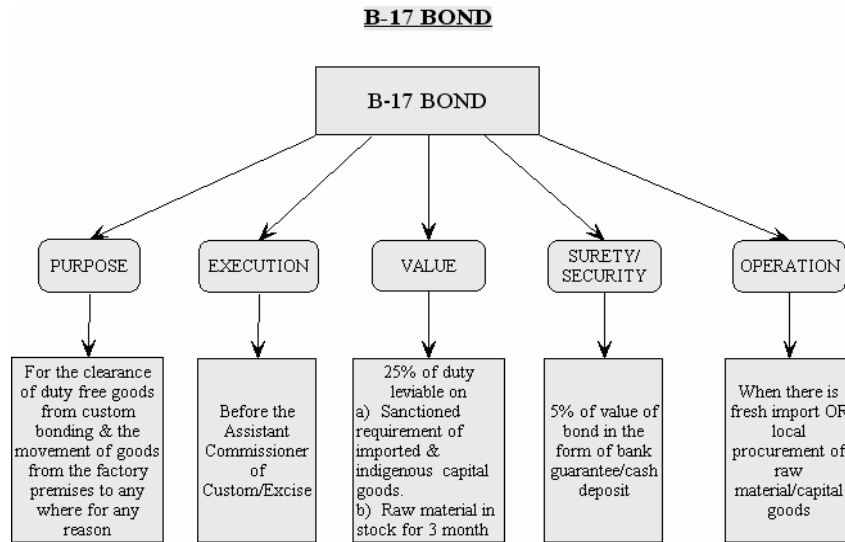 B-17 BOND
B-17 BOND
PURPOSE
EXECUTION
VALUE
SURETY/
SECURITY
OPERATION
For the clearance
of duty free goods
from custom
bonding & the
movement of goods
from the factory
premises to any
where for any
reason
Before the
Assistant
Commissioner
of
Custom/Excise
25% of duty
leviable on
a) Sanctioned
requirement of
imported &
indigenous capital
goods.
b) Raw material in
stock for 3 month
5% of value of
bond in the
form of bank
guarantee/cash
deposit
When there is
fresh import OR
local
procurement of
raw
material/capital
goods